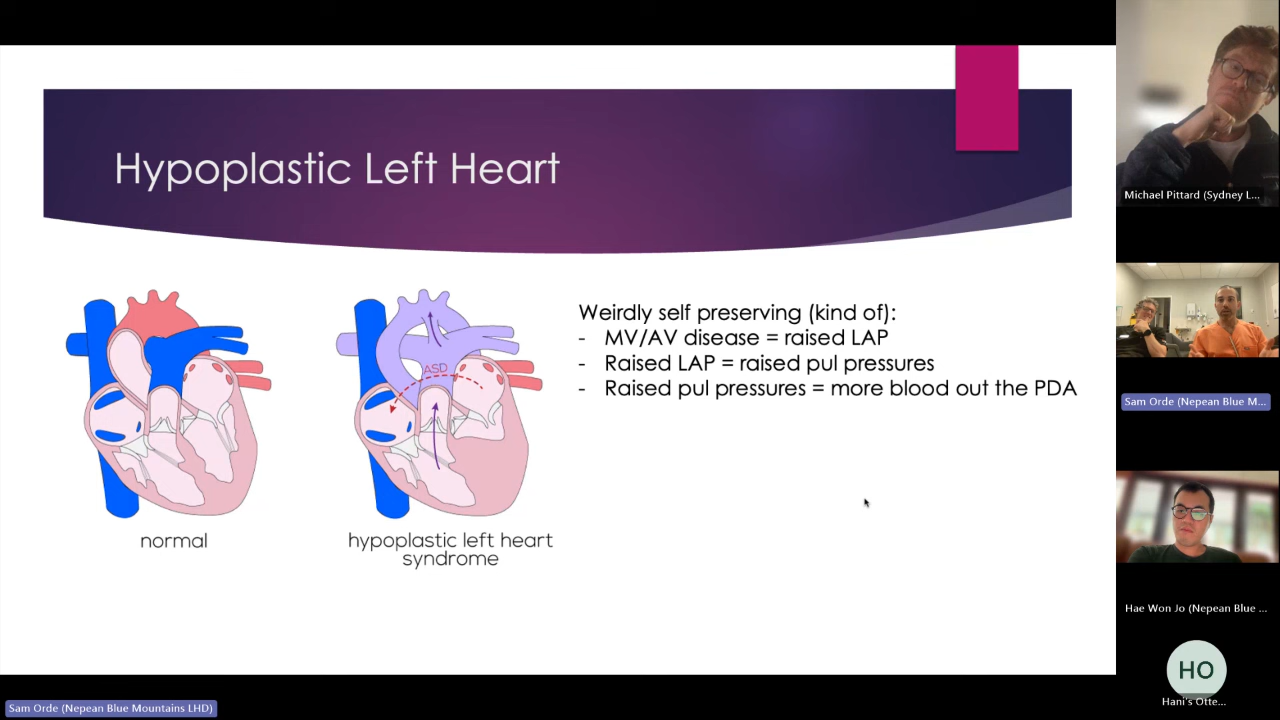 Hypoplastic Left Heart
Weirdly self preserving (kind of):
- MV/AV disease = raised LAP
- Raised LAP = raised pul pressures
- Raised pul pressures = more blood out the PDA
ASD
normal
hypoplastic left heart
syndrome
Michael Pittard (Sydney L...
Sam Orde (Nepean Blue M...
Hae Won Jo (Nepean Blue ...
HO
Hani's Otte...
Sam Orde (Nepean Blue Mountains LHD)